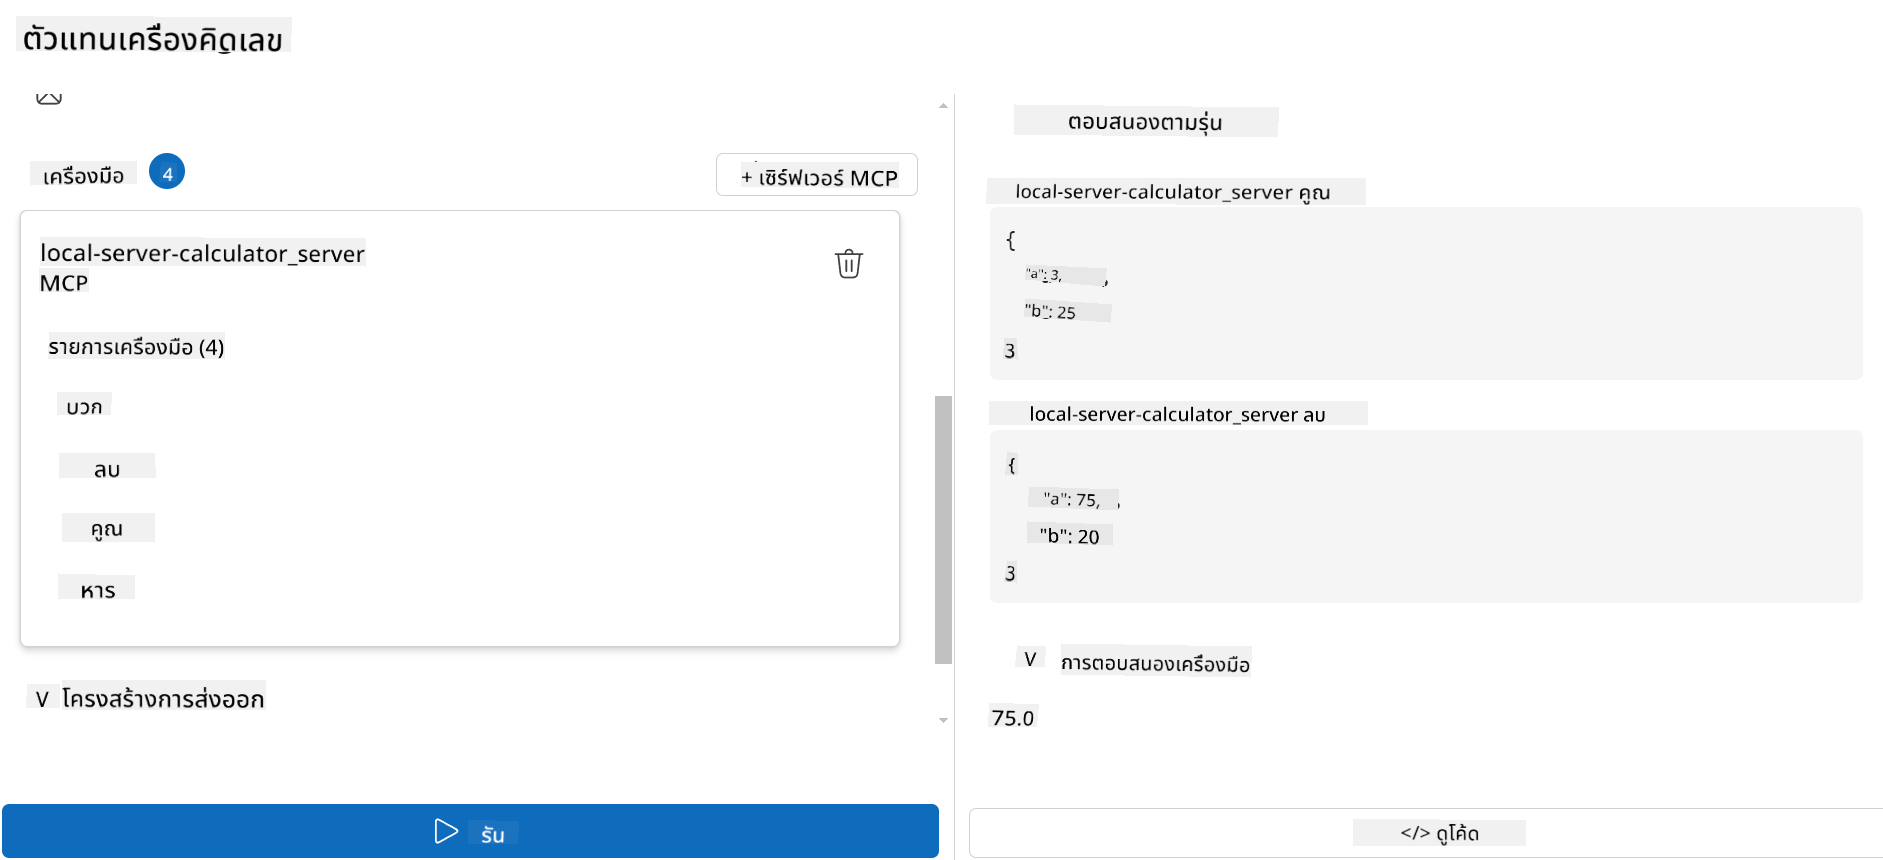 ตัวแทนเครื่องคิดเลข
เครื่องมือ 4
+ เซิร์ฟเวอร์ MCP
local-server-calculator_server
MCP
รายการเครื่องมือ (4)
บวก
ลบ
คูณ
หาร
V โครงสร้างการส่งออก
รัน
ตอบสนองตามรุ่น
local-server-calculator_server คูณ
{
"a": 3,
"b": 25
3
local-server-calculator_server ลบ
{
"a": 75,
"b": 20
3
V การตอบสนองเครื่องมือ
75.0
</> ดูโค้ด